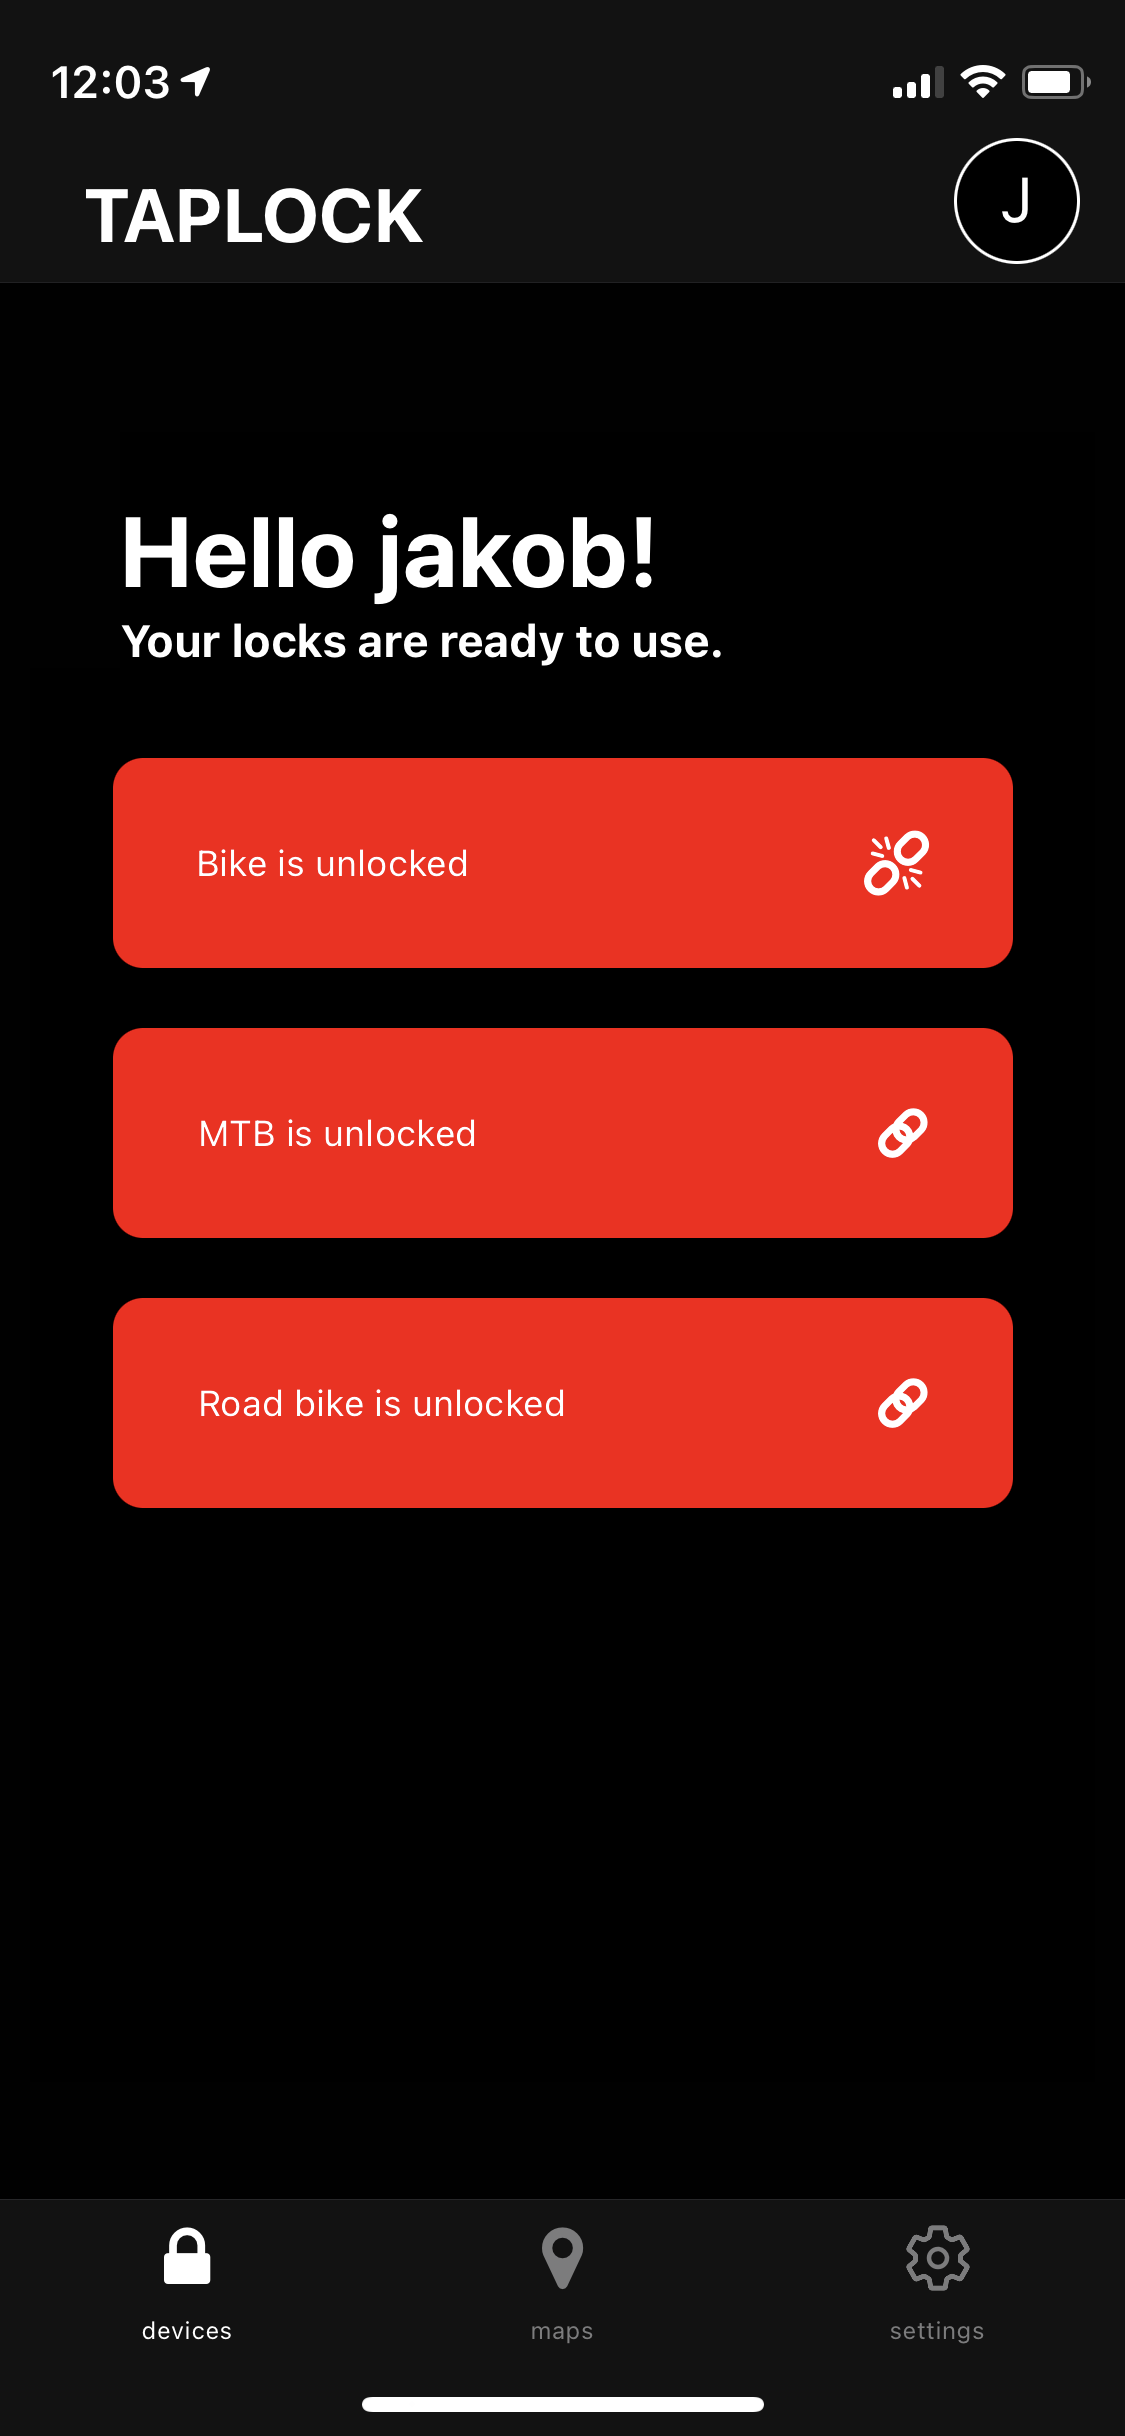 12:03
TAPLOCK
J
Hello jakob!
Your locks are ready to use.
Bike is unlocked
MTB is unlocked
Road bike is unlocked
devices
maps
settings